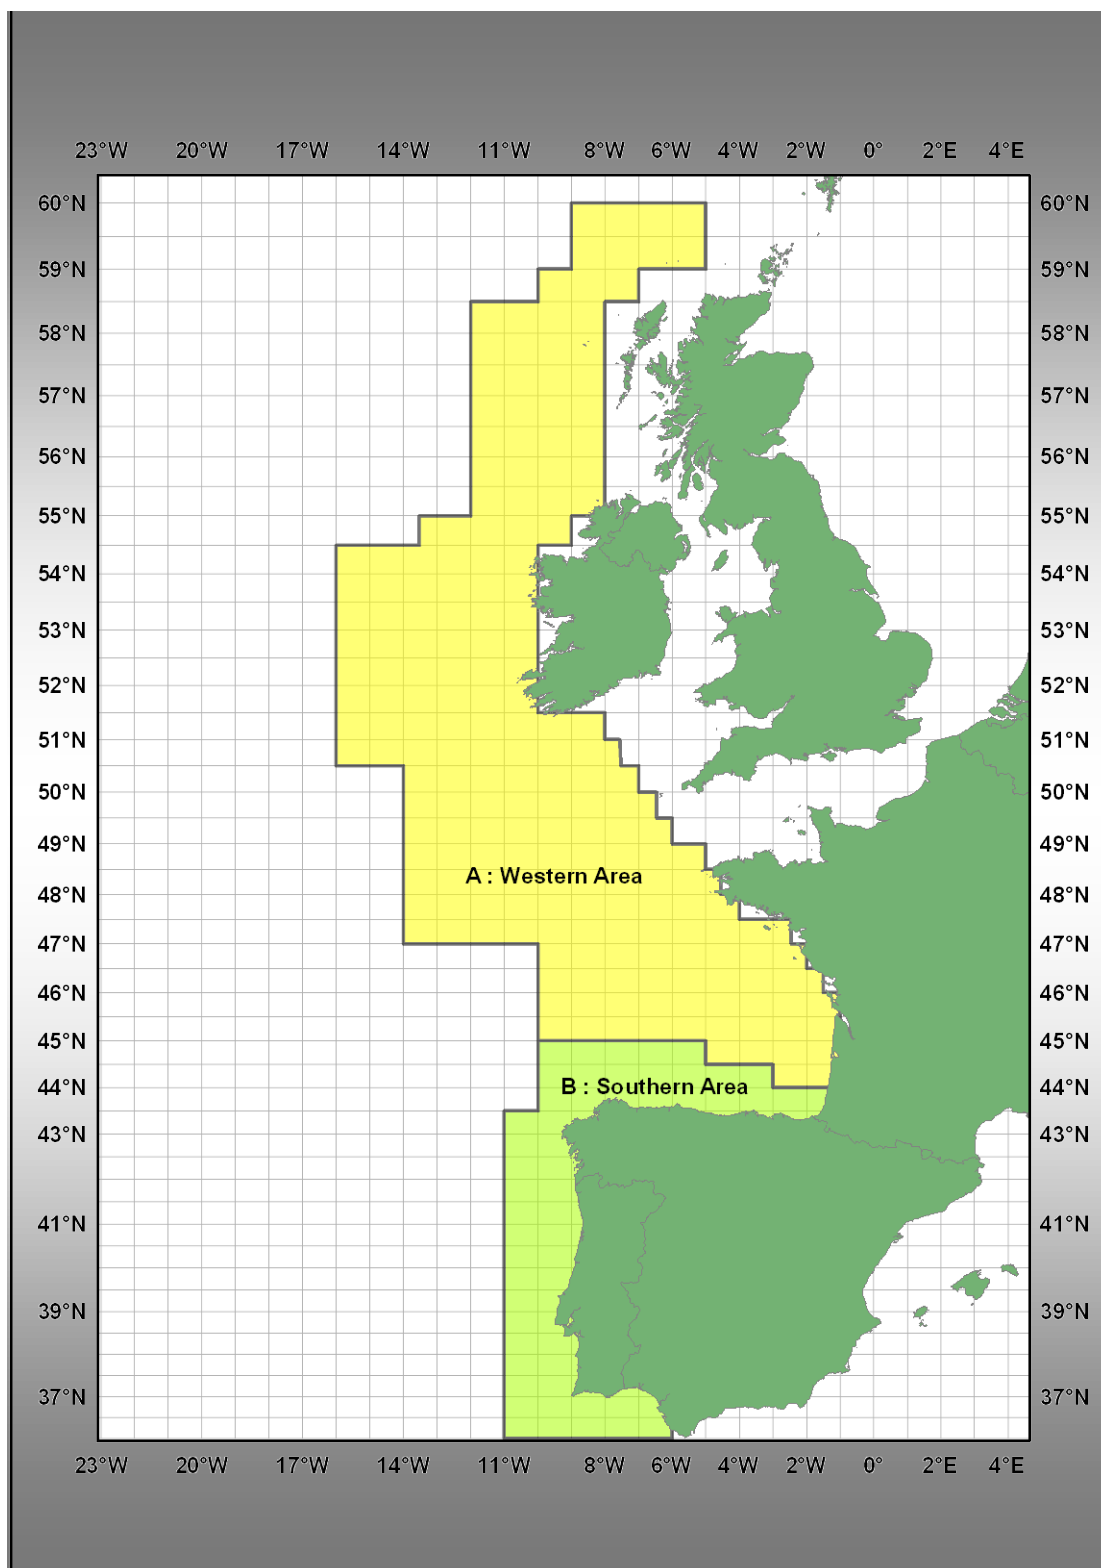 23°W 20°W 17°W 14°W 11°W 8°W 6°W 4°W 2°W 0° 2°E 4°E
60°N 60°N
59°N 59°N
58°N 58°N
57°N 57°N
56°N 56°N
55°N 55°N
54°N 54°N
53°N 53°N
52°N 52°N
51°N 51°N
50°N 50°N
49°N 49°N
A : Western Area
48°N 48°N
47°N 47°N
46°N 46°N
45°N 45°N
44°N B : Southern Area 44°N
43°N 43°N
41°N 41°N
39°N 39°N
37°N 37°N
23°W 20°W 17°W 14°W 11°W 8°W 6°W 4°W 2°W 0° 2°E 4°E